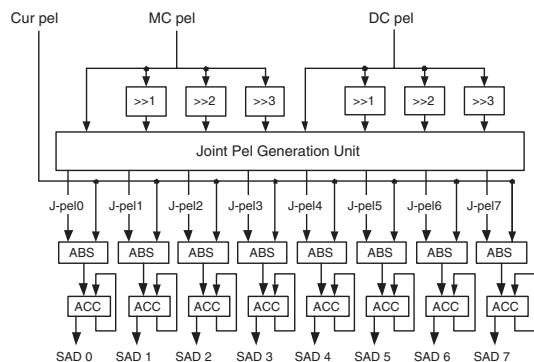 Cur pel MC pel DC pel
>>1 >>2 >>3 >>1 >>2 >>3
Joint Pel Generation Unit
J-pel0 J-pel1 J-pel2 J-pel3 J-pel4 J-pel5 J-pel6 J-pel7
ABS ABS ABS ABS ABS ABS ABS ABS
ACC ACC ACC ACC ACC ACC ACC ACC
SAD 0 SAD 1 SAD 2 SAD 3 SAD 4 SAD 5 SAD 6 SAD 7